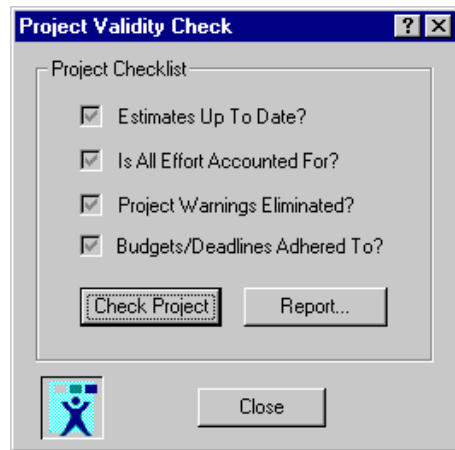 Project Validity Check
Project Checklist
Estimates Up To Date?
Is All Effort Accounted For?
Project Warnings Eliminated?
Budgets/Deadlines Adhered To?
Check Project
Report...
Close